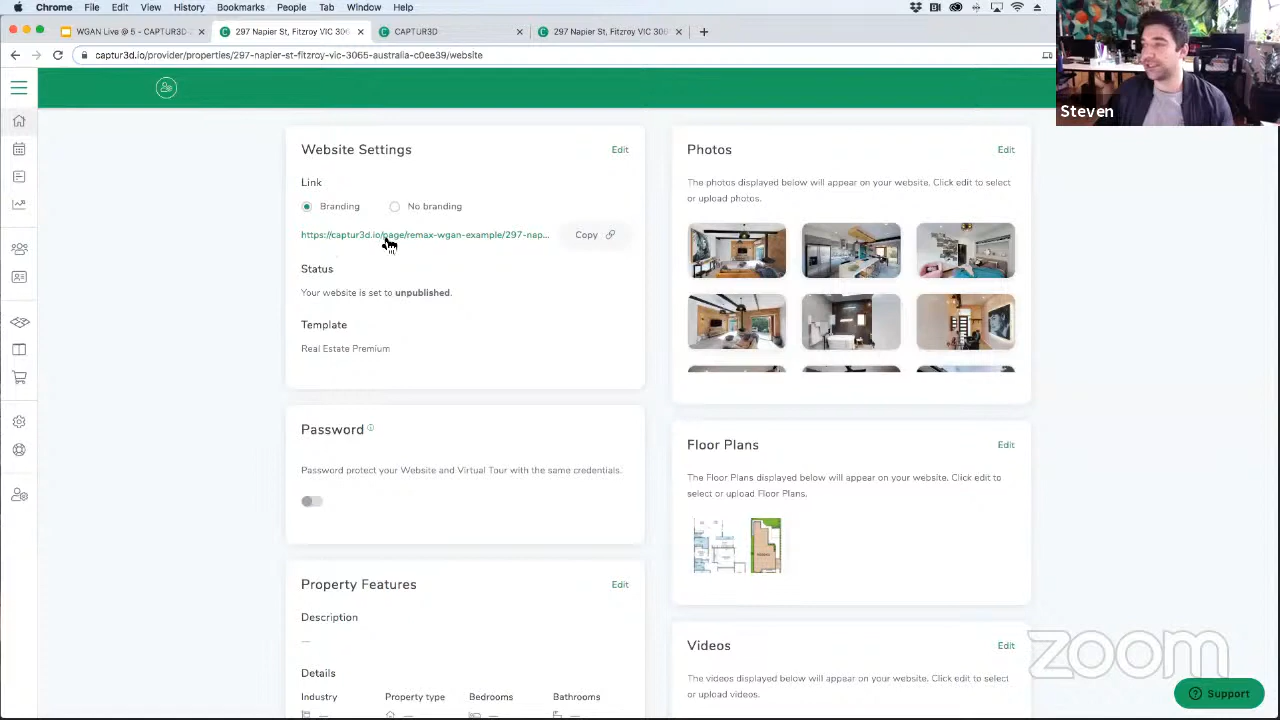 Chrome File Edit View History Bookmarks People Tab Window Help
WGAN Live @ 5 - CAPTUR3D -
297 Napier St, Fitzroy VIC 306
CAPTUR3D
297 Napier St, Fitzroy VIC 306
captur3d.io/provider/properties/297-napier-st-fitzroy-vic-3065-australia-c0ee39/website
Steven
Website Settings
Edit
Link
Branding
No branding
https://captur3d.io/page/remax-wgan-example/297-nap...
Copy
Status
Your website is set to unpublished.
Template
Real Estate Premium
Password
Password protect your Website and Virtual Tour with the same credentials.
Property Features
Edit
Description
—
Details
Industry Property type Bedrooms Bathrooms
— — — —
Photos
Edit
The photos displayed below will appear on your website. Click edit to select
or upload photos.
Floor Plans
Edit
The Floor Plans displayed below will appear on your website. Click edit to
select or upload Floor Plans.
Videos
Edit
The videos displayed below will appear on your website. Click edit to select
or upload videos.
zoom
Support